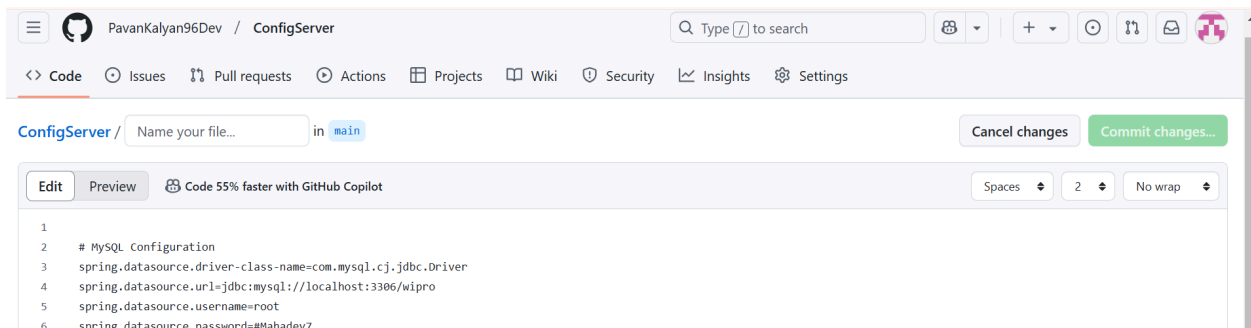 PavanKalyan96Dev / ConfigServer Type / to search
Code Issues Pull requests Actions Projects Wiki Security Insights Settings
ConfigServer / Name your file... in main Cancel changes Commit changes...
Edit Preview Code 55% faster with GitHub Copilot Spaces 2 No wrap
1
2 # MySQL Configuration
3 spring.datasource.driver-class-name=com.mysql.cj.jdbc.Driver
4 spring.datasource.url=jdbc:mysql://localhost:3306/wipro
5 spring.datasource.username=root
6 spring.datasource.password=#Mahadev7